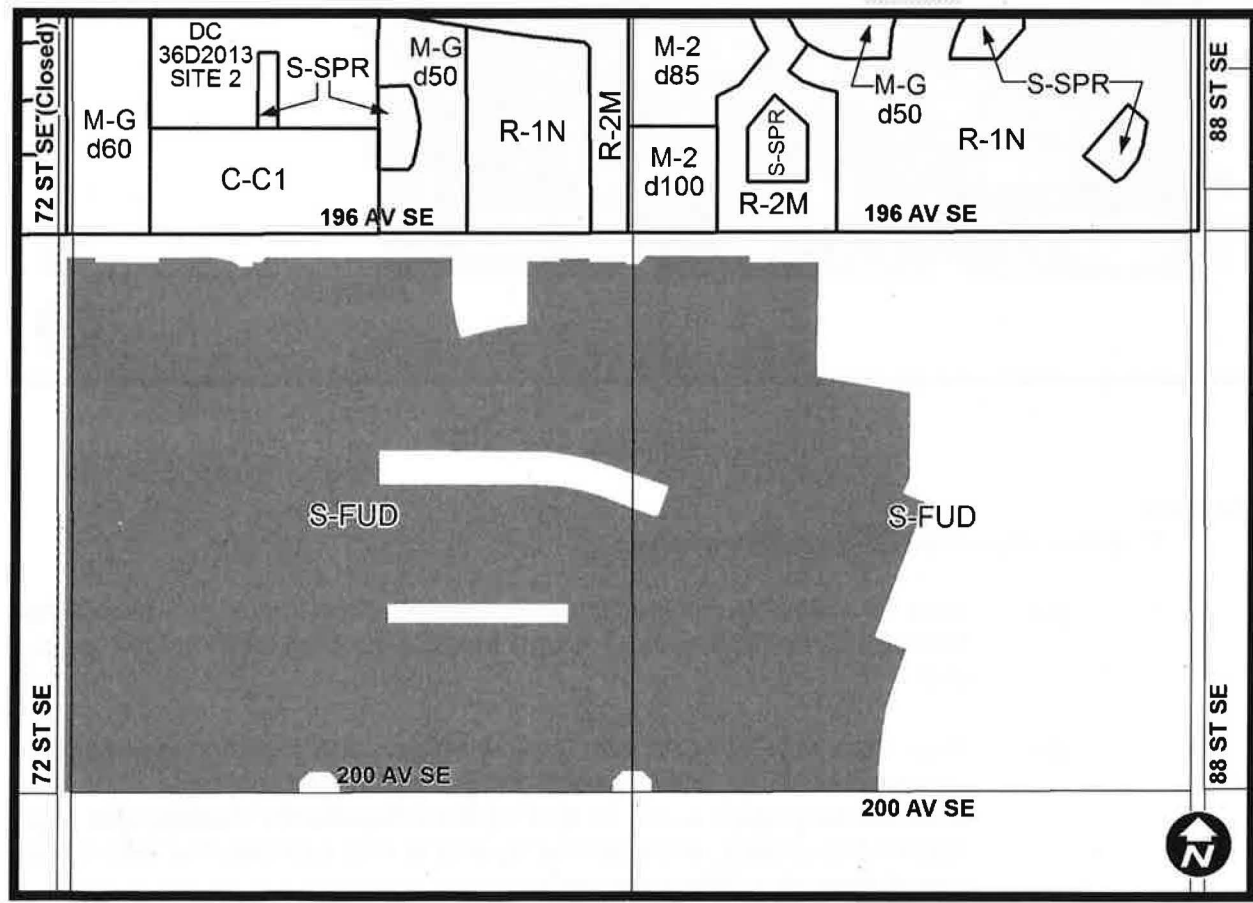 72 ST SE (Closed)
M-G
d60
DC
36D2013
SITE 2
S-SPR
M-G
d50
C-C1
R-1N
R-2M
M-2
d85
M-2
d100
S-SPR
R-2M
M-G
d50
S-SPR
R-1N
88 ST SE
196 AV SE
196 AV SE
S-FUD
S-FUD
72 ST SE
88 ST SE
200 AV SE
200 AV SE
N